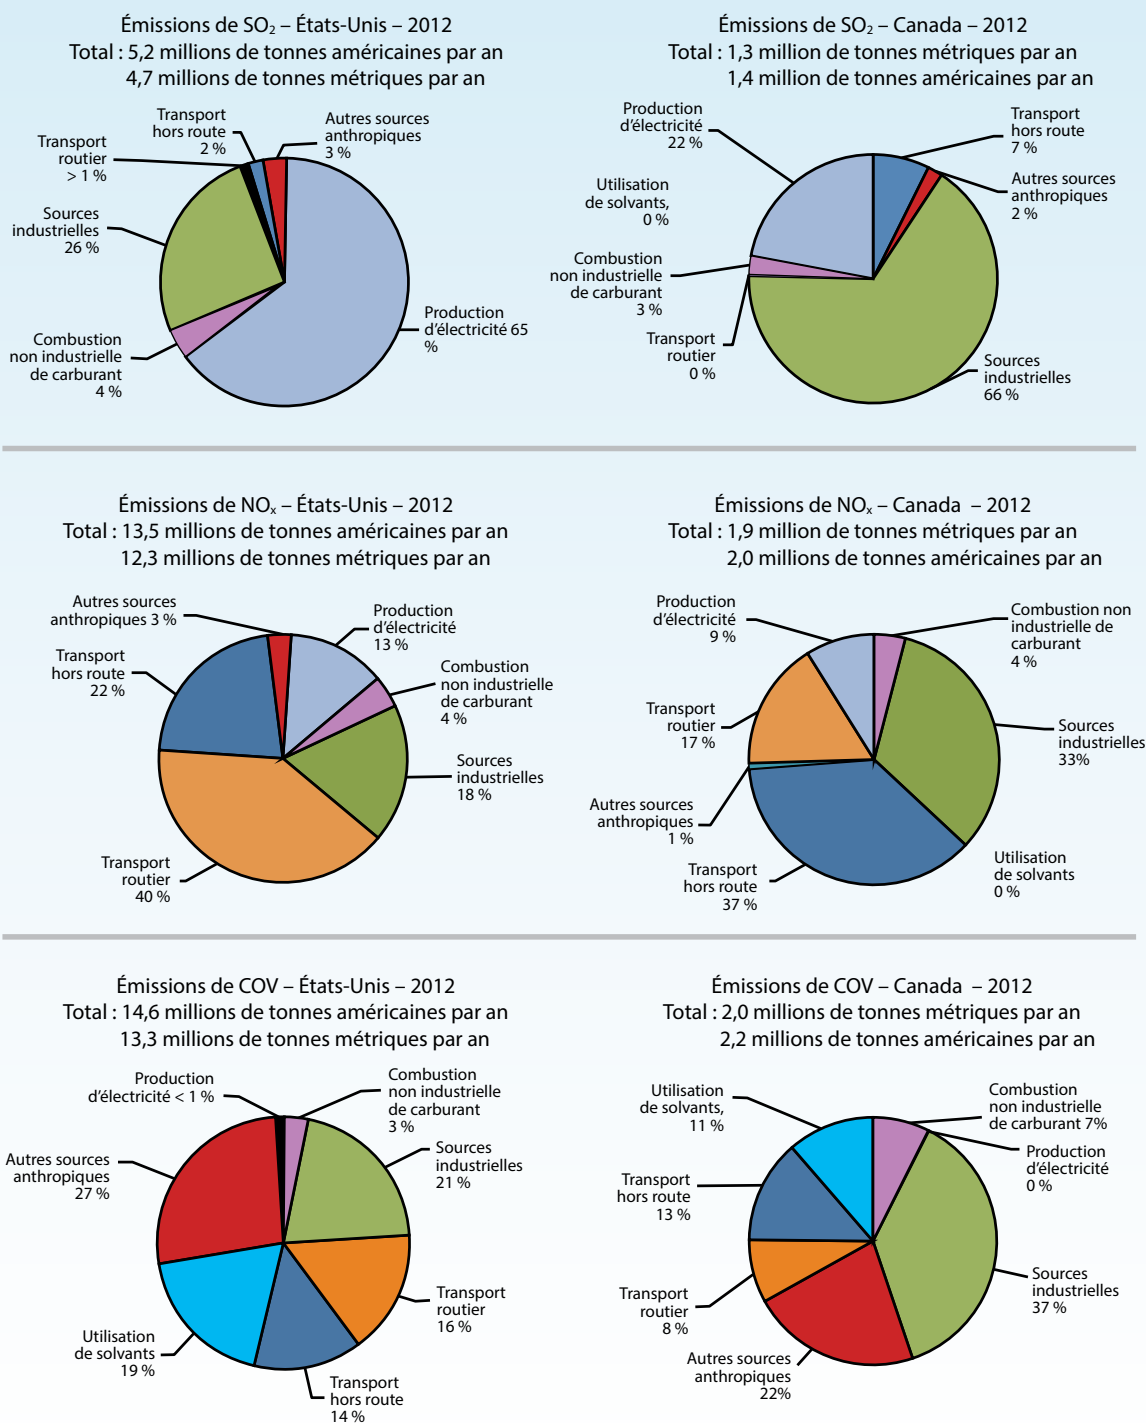 Émissions de SO₂ – États-Unis – 2012
Total : 5,2 millions de tonnes américaines par an
4,7 millions de tonnes métriques par an
Transport
hors route
2 %
Autres sources
anthropiques
3 %
Transport
routier
> 1 %
Sources
industrielles
26 %
Production
d'électricité 65
%
Combustion
non industrielle
de carburant
4 %
Émissions de SO₂ – Canada – 2012
Total : 1,3 million de tonnes métriques par an
1,4 million de tonnes américaines par an
Production
d'électricité
22 %
Transport
hors route
7 %
Autres sources
anthropiques
2 %
Utilisation
de solvants,
0 %
Combustion
non industrielle
de carburant
3 %
Transport
routier
0 %
Sources
industrielles
66 %
Émissions de NOₓ – États-Unis – 2012
Total : 13,5 millions de tonnes américaines par an
12,3 millions de tonnes métriques par an
Autres sources
anthropiques 3 %
Production
d'électricité
13 %
Transport
hors route
22 %
Combustion
non industrielle
de carburant
4 %
Sources
industrielles
18 %
Transport
routier
40 %
Émissions de NOₓ – Canada – 2012
Total : 1,9 million de tonnes métriques par an
2,0 millions de tonnes américaines par an
Production
d'électricité
9 %
Combustion non
industrielle de
carburant
4 %
Transport
routier
17 %
Sources
industrielles
33%
Autres sources
anthropiques
1 %
Transport
hors route
37 %
Utilisation
de solvants
0 %
Émissions de COV – États-Unis – 2012
Total : 14,6 millions de tonnes américaines par an
13,3 millions de tonnes métriques par an
Production
d'électricité < 1 %
Combustion
non industrielle
de carburant
3 %
Autres sources
anthropiques
27 %
Sources
industrielles
21 %
Transport
routier
16 %
Utilisation
de solvants
19 %
Transport
hors route
14 %
Émissions de COV – Canada – 2012
Total : 2,0 millions de tonnes métriques par an
2,2 millions de tonnes américaines par an
Utilisation
de solvants,
11 %
Combustion
non industrielle
de carburant 7%
Production
d'électricité
0 %
Transport
hors route
13 %
Sources
industrielles
37 %
Transport
routier
8 %
Autres sources
anthropiques
22%